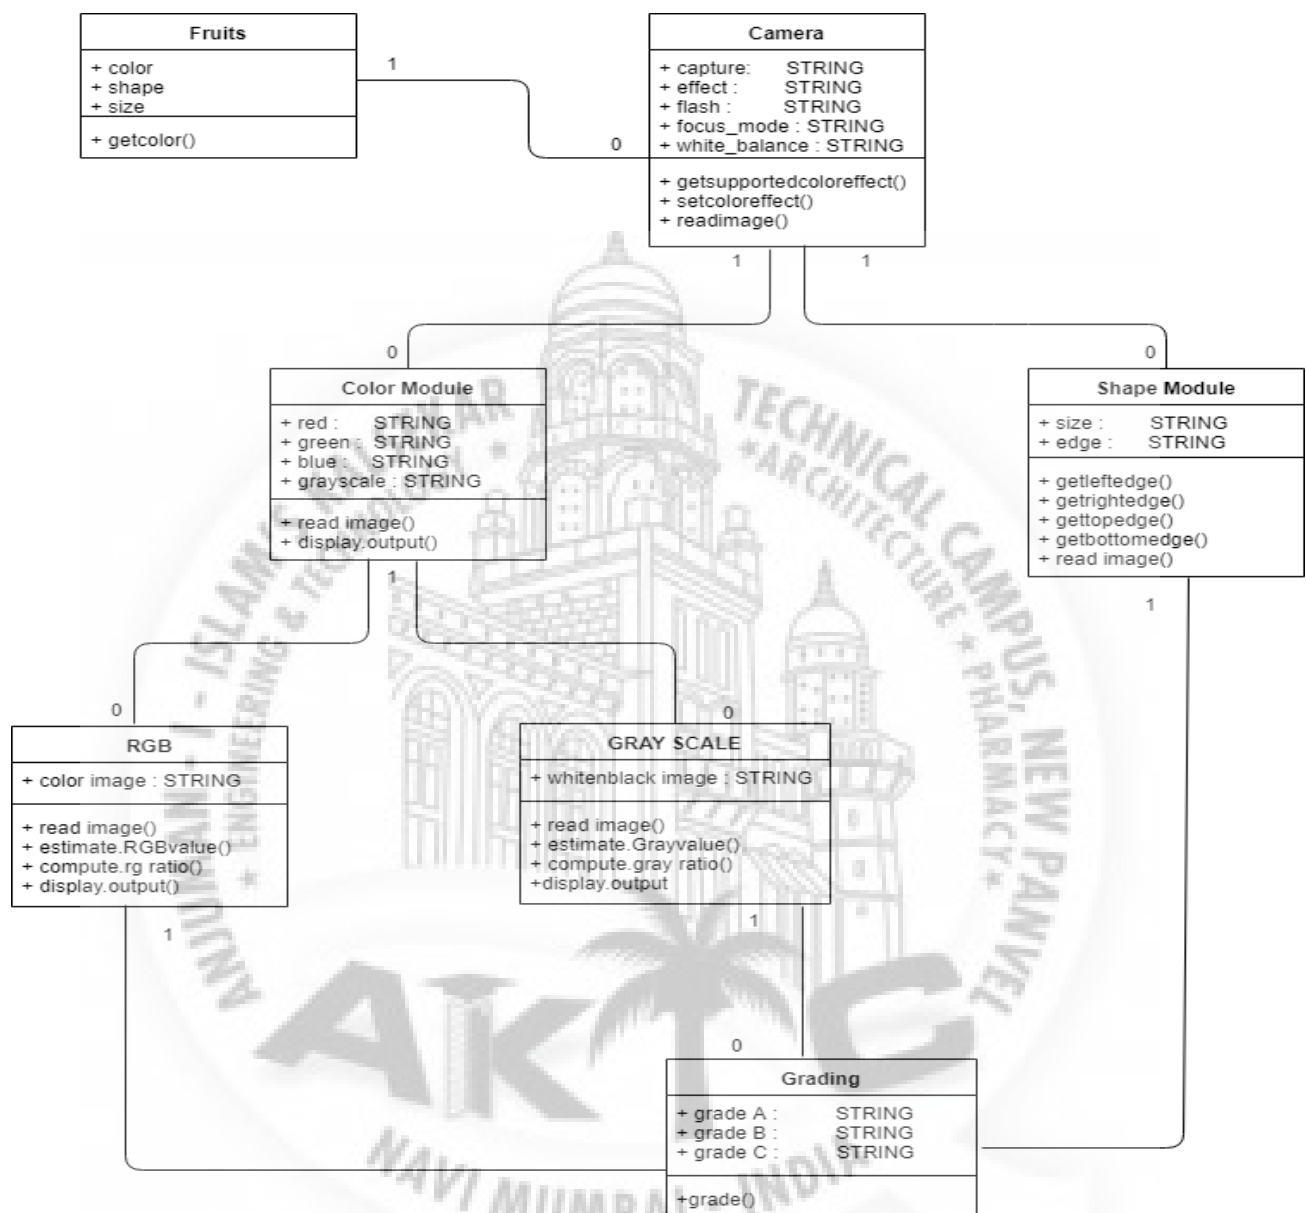 Fruits
+ color
+ shape
+ size
+ getcolor()
1
0
Camera
+ capture: STRING
+ effect : STRING
+ flash : STRING
+ focus_mode : STRING
+ white_balance : STRING
+ getsupportedcoloreffect()
+ setcoloreffect()
+ readimage()
1
1
0
0
Color Module
+ red : STRING
+ green : STRING
+ blue : STRING
+ grayscale : STRING
+ read image()
+ display.output()
1
Shape Module
+ size : STRING
+ edge : STRING
+ getleftedge()
+ getrightedge()
+ gettopedge()
+ getbottomedge()
+ read image()
1
0
0
RGB
+ color image : STRING
+ read image()
+ estimate.RGBvalue()
+ compute.rg ratio()
+ display.output()
1
GRAY SCALE
+ whitenblack image : STRING
+ read image()
+ estimate.Grayvalue()
+ compute.gray ratio()
+display.output
1
0
Grading
+ grade A : STRING
+ grade B : STRING
+ grade C : STRING
+grade()
TECHNICAL CAMPUS, NEW PANVEL
ENGINEERING & TECHNOLOGY * ARCHITECTURE * PHARMACY *
AKTC
NAVI MUMBAI - INDIA